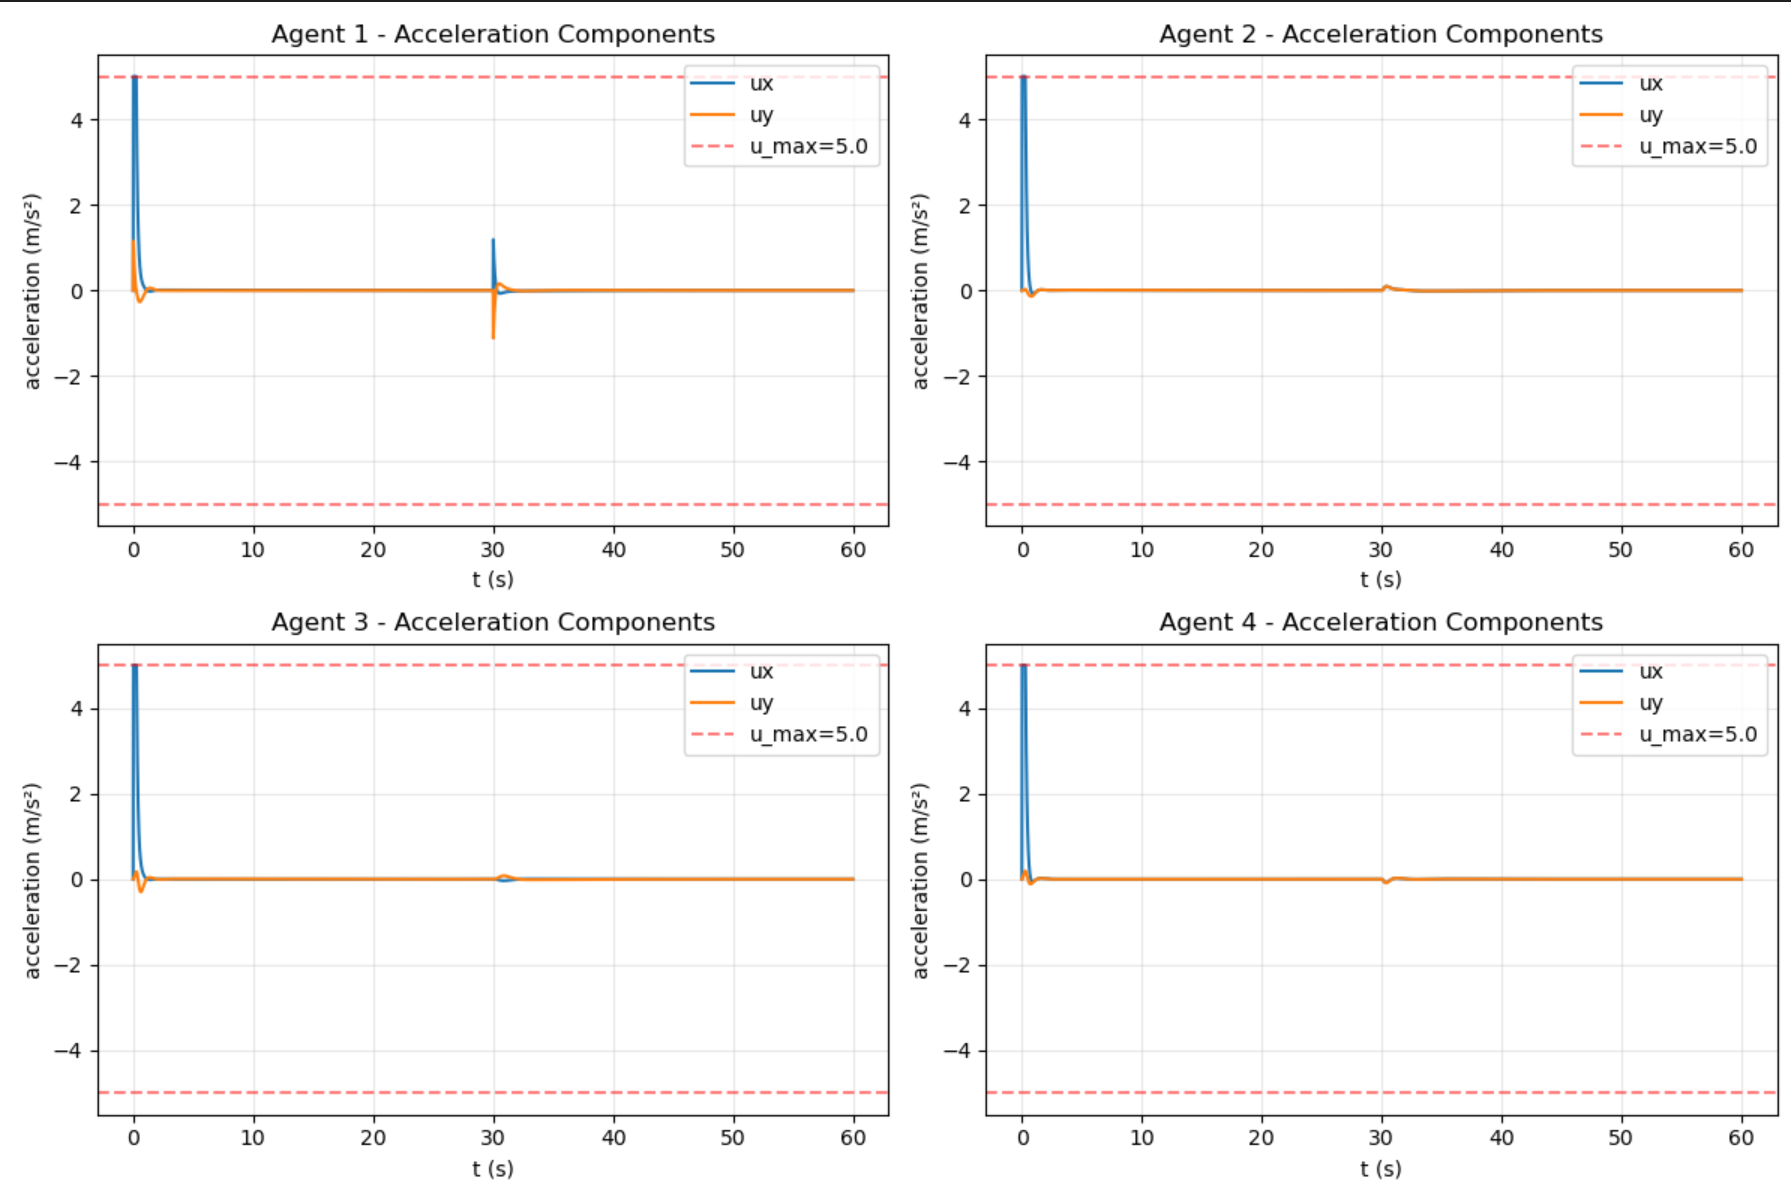 Agent 1 - Acceleration Components
acceleration (m/s²)
4
2
0
−2
−4
ux
uy
u_max=5.0
0 10 20 30 40 50 60
t (s)
Agent 2 - Acceleration Components
acceleration (m/s²)
4
2
0
−2
−4
ux
uy
u_max=5.0
0 10 20 30 40 50 60
t (s)
Agent 3 - Acceleration Components
acceleration (m/s²)
4
2
0
−2
−4
ux
uy
u_max=5.0
0 10 20 30 40 50 60
t (s)
Agent 4 - Acceleration Components
acceleration (m/s²)
4
2
0
−2
−4
ux
uy
u_max=5.0
0 10 20 30 40 50 60
t (s)